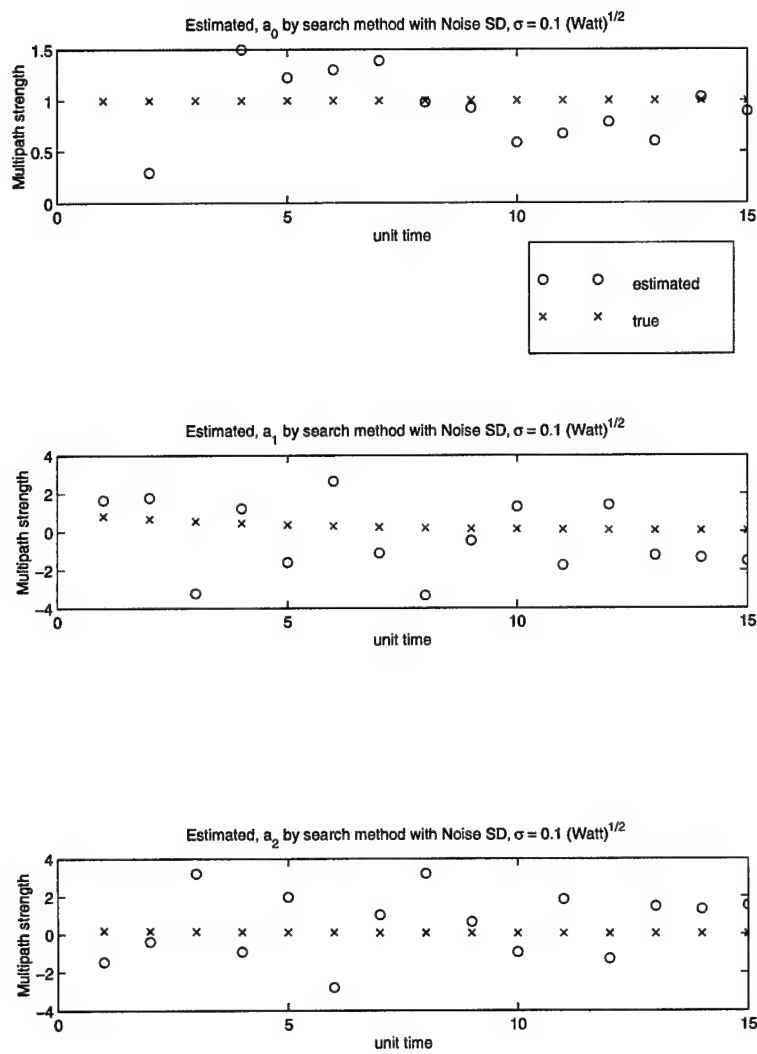 Estimated, a0 by search method with Noise SD, σ = 0.1 (Watt)1/2
1.5
1
0.5
0
Multipath strength
0 5 10 15
unit time
estimated
true
Estimated, a1 by search method with Noise SD, σ = 0.1 (Watt)1/2
4
2
0
−2
−4
Multipath strength
0 5 10 15
unit time
Estimated, a2 by search method with Noise SD, σ = 0.1 (Watt)1/2
4
2
0
−2
−4
Multipath strength
0 5 10 15
unit time